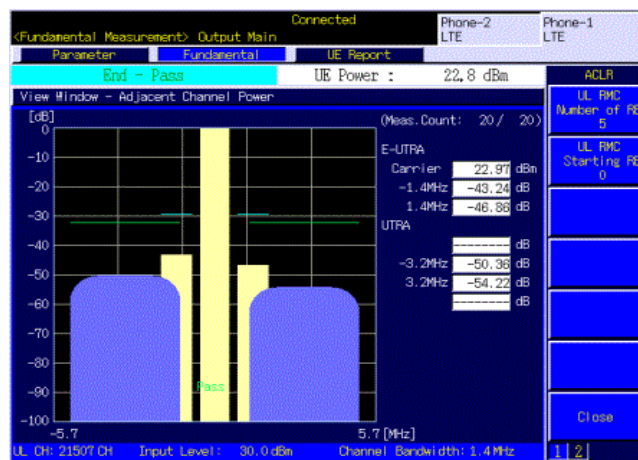 Connected
Phone-2 Phone-1
<Fundamental Measurement> Output Main LTE LTE
Parameter Fundamental UE Report
End - Pass UE Power : 22.8 dBm ACLR
View Window - Adjacent Channel Power
UL RMC
Number of RB
5
UL RMC
Starting RB
0
[dB] (Meas.Count: 20/ 20)
0
-10
-20
-30
-40
-50
-60
-70
-80
-90
-100
E-UTRA
Carrier 22.97 dBm
-1.4MHz -43.24 dB
1.4MHz -46.86 dB
UTRA
------- dB
-3.2MHz -50.36 dB
3.2MHz -54.22 dB
------- dB
Pass
-5.7 5.7 [MHz]
Close
UL CH: 21507 CH Input Level: 30.0 dBm Channel Bandwidth: 1.4 MHz
1 2